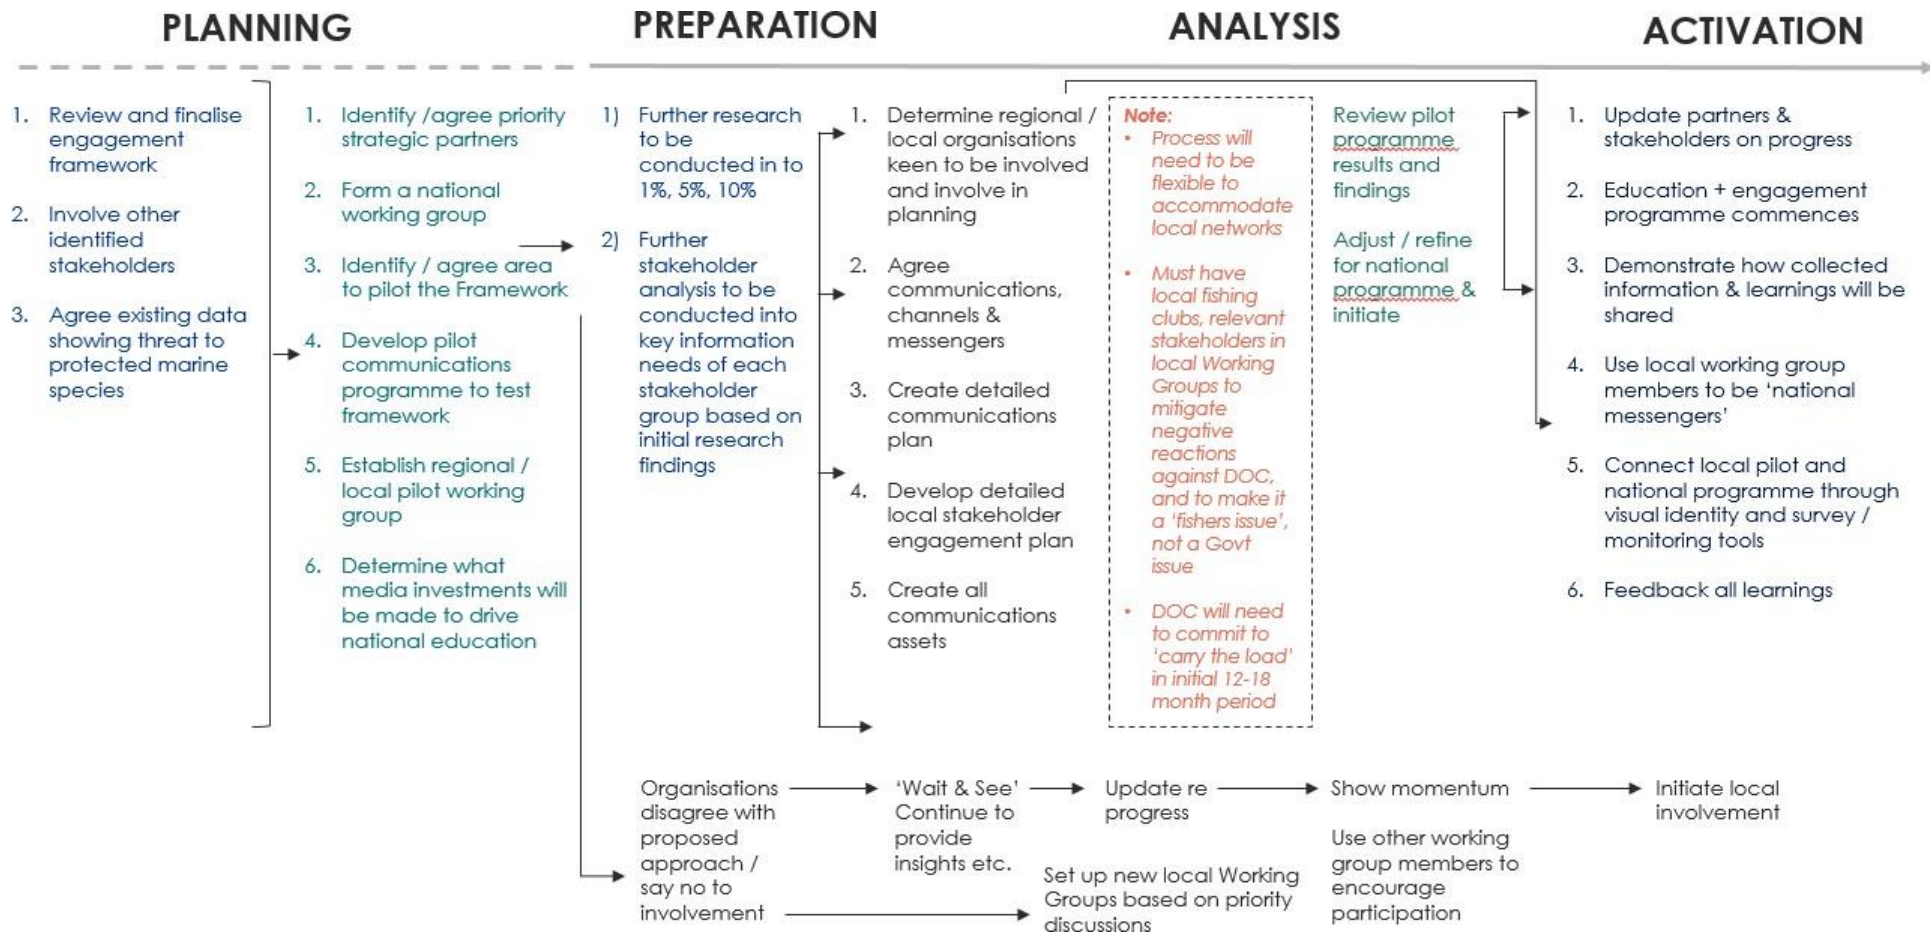 PLANNING
PREPARATION
ANALYSIS
ACTIVATION
1. Review and finalise
engagement
framework
2. Involve other
identified
stakeholders
3. Agree existing data
showing threat to
protected marine
species
1. Identify /agree priority
strategic partners
2. Form a national
working group
3. Identify / agree area
to pilot the Framework
4. Develop pilot
communications
programme to test
framework
5. Establish regional /
local pilot working
group
6. Determine what
media investments will
be made to drive
national education
1) Further research
to be
conducted in to
1%, 5%, 10%
2) Further
stakeholder
analysis to be
conducted into
key information
needs of each
stakeholder
group based on
initial research
findings
1. Determine regional /
local organisations
keen to be involved
and involve in
planning
2. Agree
communications,
channels &
messengers
3. Create detailed
communications
plan
4. Develop detailed
local stakeholder
engagement plan
5. Create all
communications
assets
Note:
• Process will
need to be
flexible to
accommodate
local networks
• Must have
local fishing
clubs, relevant
stakeholders in
local Working
Groups to
mitigate
negative
reactions
against DOC,
and to make it
a ‘fishers issue’,
not a Govt
issue
• DOC will need
to commit to
‘carry the load’
in initial 12-18
month period
Review pilot
programme
results and
findings
Adjust / refine
for national
programme &
initiate
1. Update partners &
stakeholders on progress
2. Education + engagement
programme commences
3. Demonstrate how collected
information & learnings will be
shared
4. Use local working group
members to be ‘national
messengers’
5. Connect local pilot and
national programme through
visual identity and survey /
monitoring tools
6. Feedback all learnings
Organisations
disagree with
proposed
approach /
say no to
involvement
‘Wait & See’
Continue to
provide
insights etc.
Update re
progress
Set up new local Working
Groups based on priority
discussions
Show momentum
Use other working
group members to
encourage
participation
Initiate local
involvement